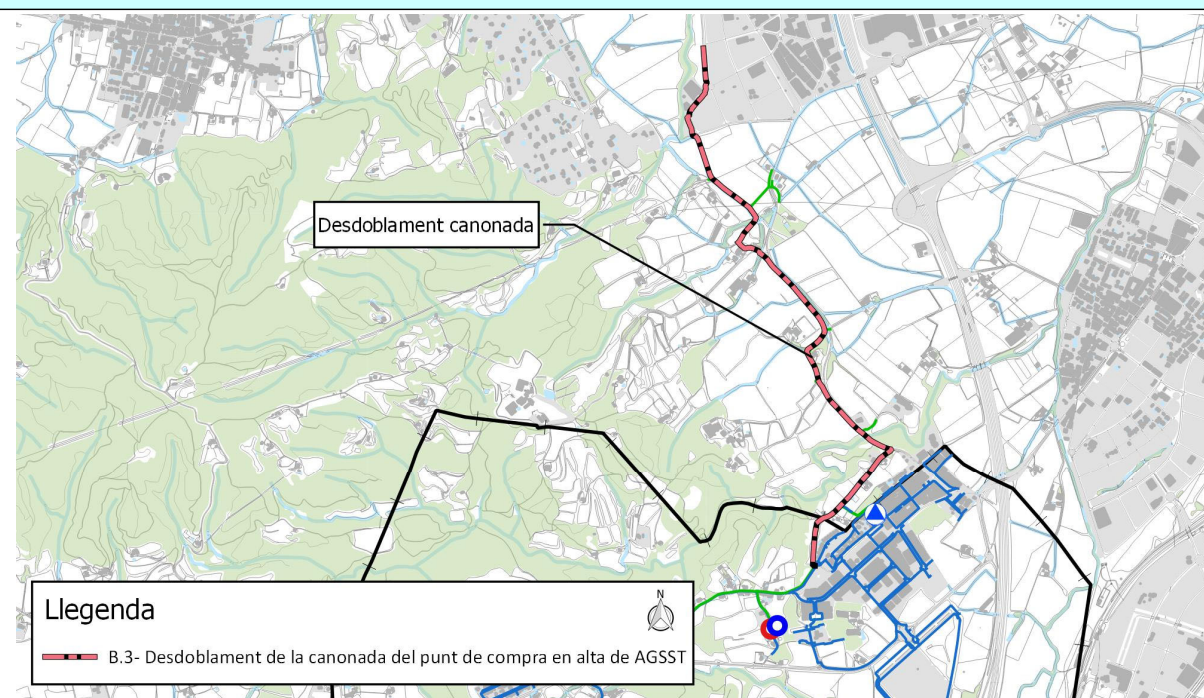 Desdoblament canonada
Llegenda
N
B.3- Desdoblament de la canonada del punt de compra en alta de AGSST